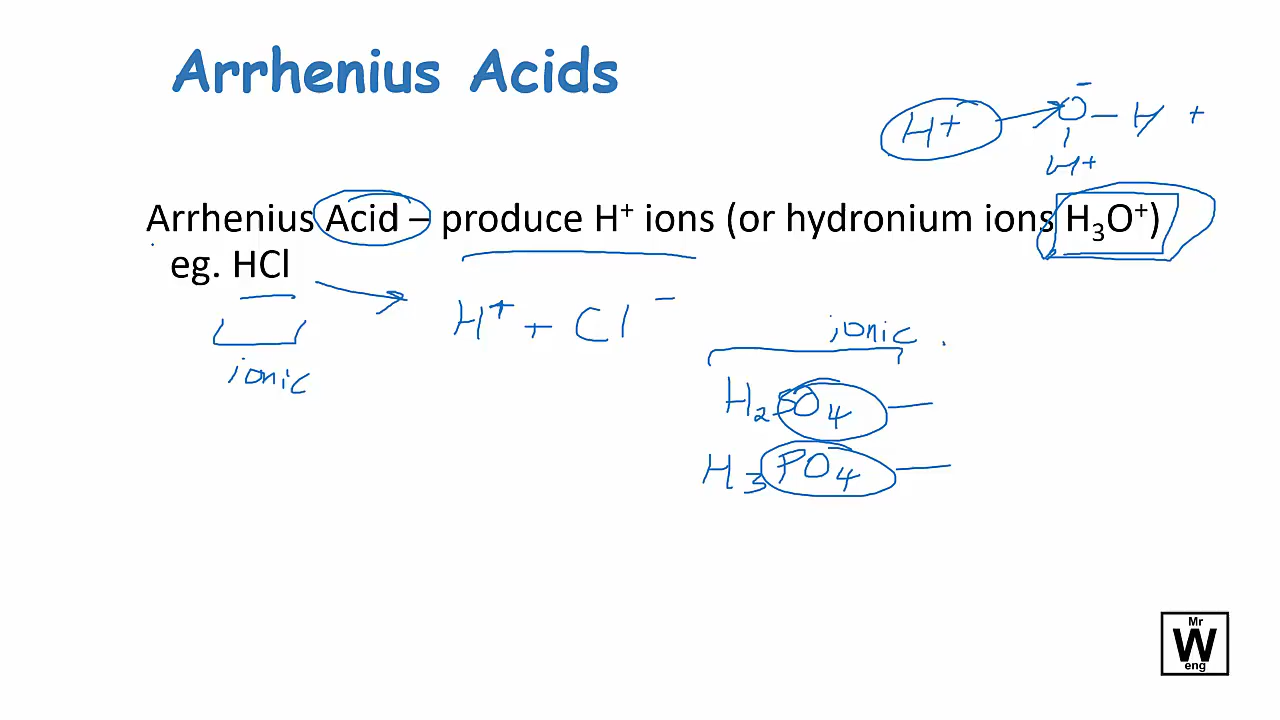 Arrhenius Acids
H⁺ → O⁻ – H +
H+
Arrhenius Acid – produce H⁺ ions (or hydronium ions H₃O⁺)
eg. HCl
→ H⁺ + Cl⁻
ionic
ionic
H₂SO₄ —
H₃PO₄ —
Mr
W
eng